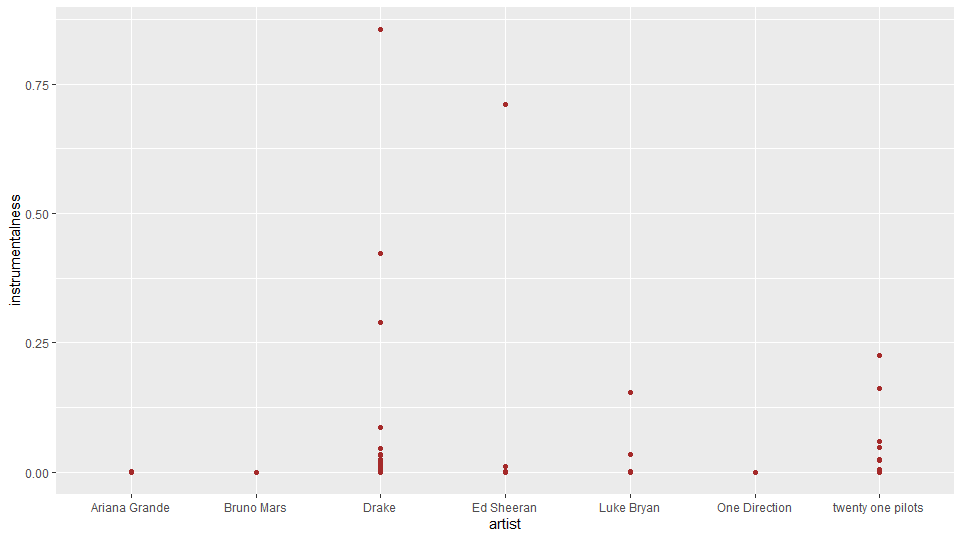 instrumentalness
0.75
0.50
0.25
0.00
Ariana Grande
Bruno Mars
Drake
Ed Sheeran
Luke Bryan
One Direction
twenty one pilots
artist